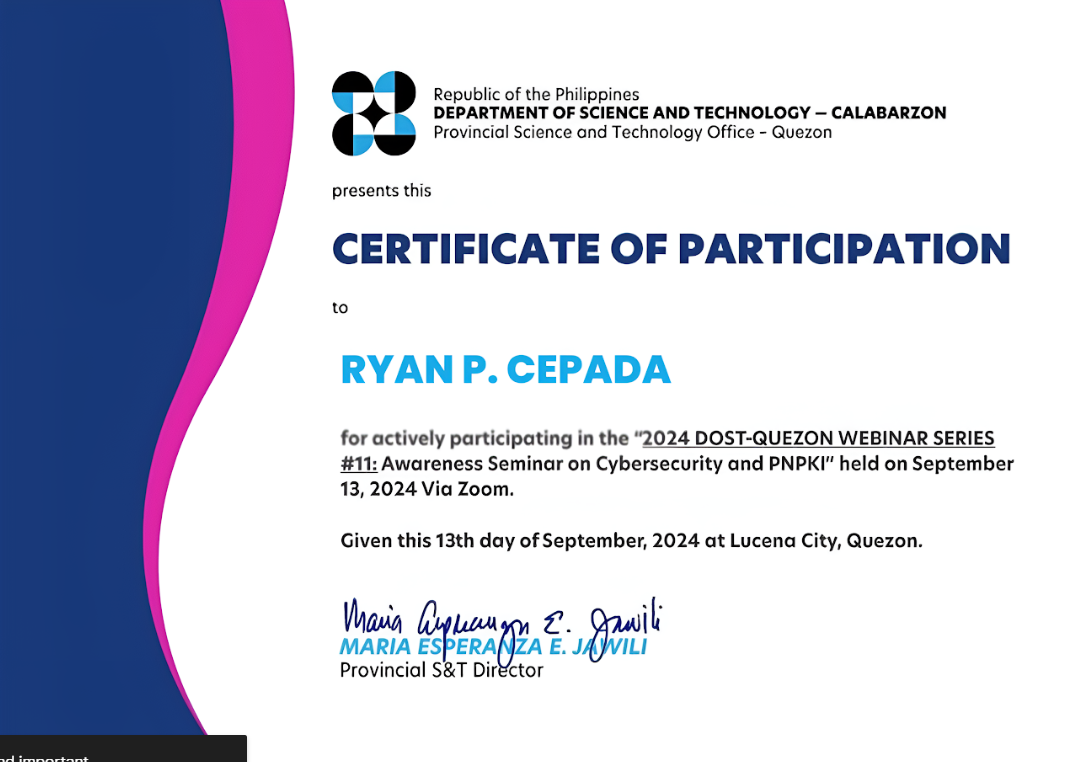 Republic of the Philippines
DEPARTMENT OF SCIENCE AND TECHNOLOGY – CALABARZON
Provincial Science and Technology Office - Quezon
presents this
CERTIFICATE OF PARTICIPATION
to
RYAN P. CEPADA
for actively participating in the “2024 DOST-QUEZON WEBINAR SERIES
#11: Awareness Seminar on Cybersecurity and PNPKI” held on September
13, 2024 Via Zoom.
Given this 13th day of September, 2024 at Lucena City, Quezon.
Maria Esperanza E. Jawili
MARIA ESPERANZA E. JAWILI
Provincial S&T Director
important